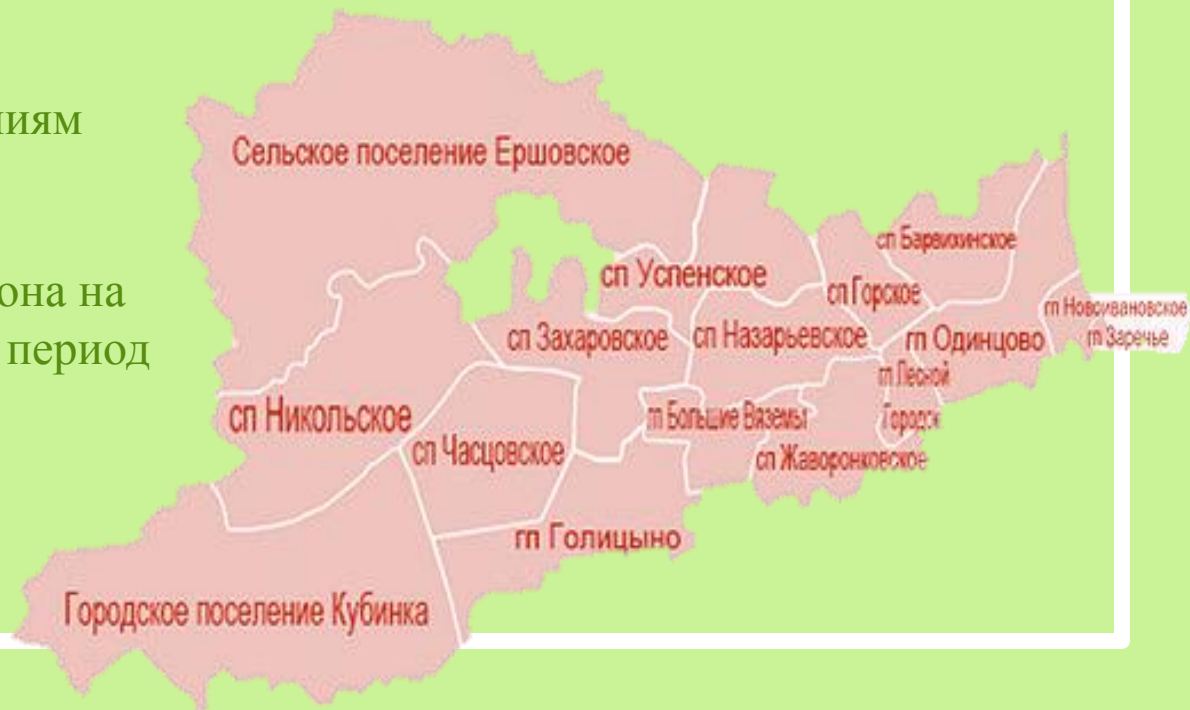 ниям
она на
период
Сельское поселение Ершовское
сп Барвихинское
сп Успенское
сп Горское
гп Новоивановское
сп Захаровское
сп Назарьевское
гп Одинцово
гп Заречье
гп Лесной
Городок
сп Никольское
гп Большие Вяземы
сп Часцовское
сп Жаворонковское
гп Голицыно
Городское поселение Кубинка